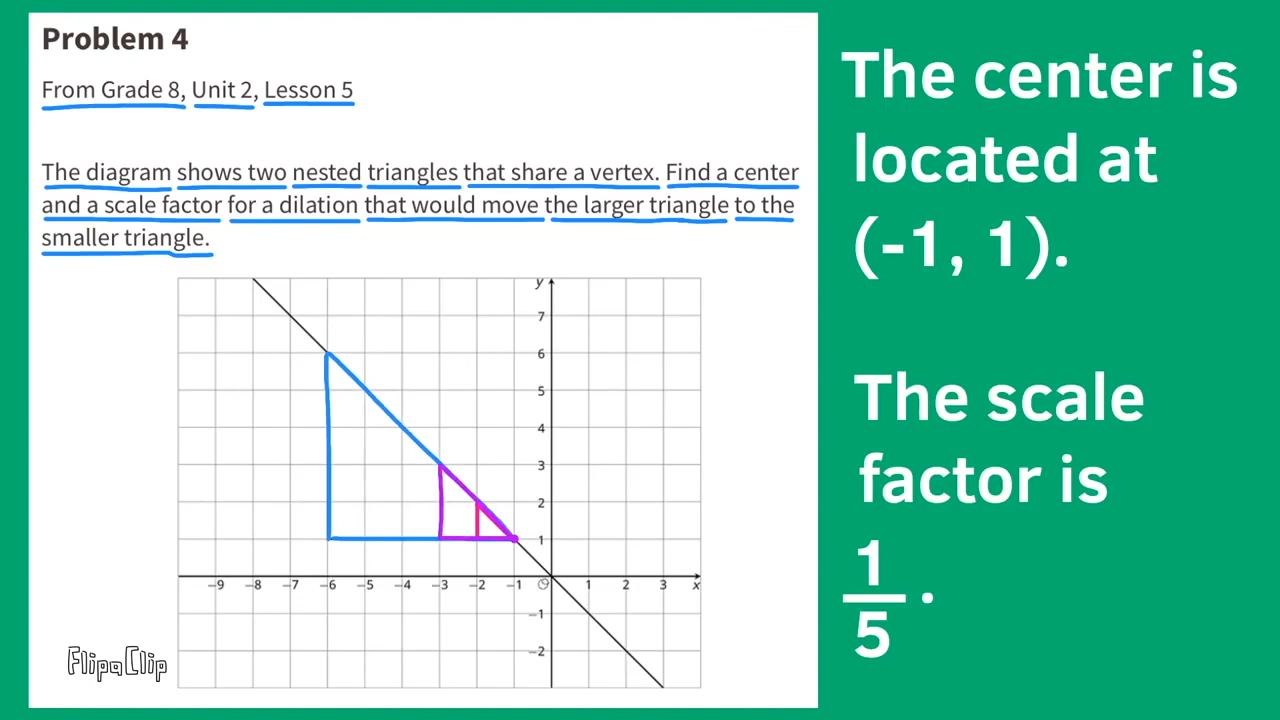 Problem 4
From Grade 8, Unit 2, Lesson 5
The diagram shows two nested triangles that share a vertex. Find a center
and a scale factor for a dilation that would move the larger triangle to the
smaller triangle.
y
7
6
5
4
3
2
1
−9 −8 −7 −6 −5 −4 −3 −2 −1 O 1 2 3 x
−1
−2
FlipaClip
The center is
located at
(-1, 1).
The scale
factor is
1
5 .